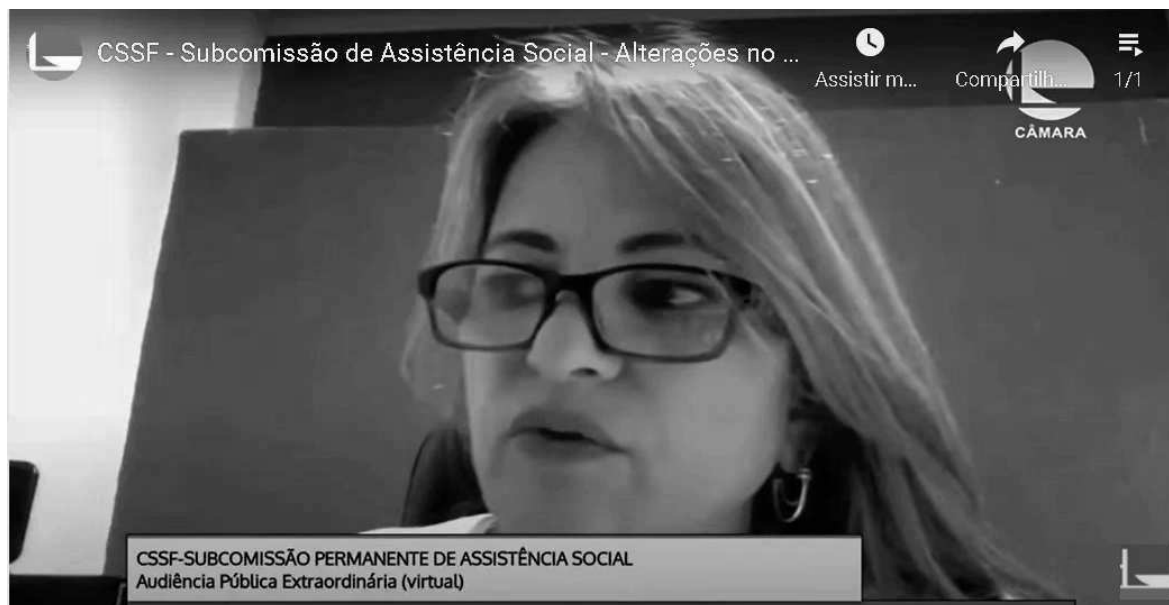 CSSF - Subcomissão de Assistência Social - Alterações no ...
Assistir m...
Compartilh...
1/1
CÂMARA
CSSF-SUBCOMISSÃO PERMANENTE DE ASSISTÊNCIA SOCIAL
Audiência Pública Extraordinária (virtual)